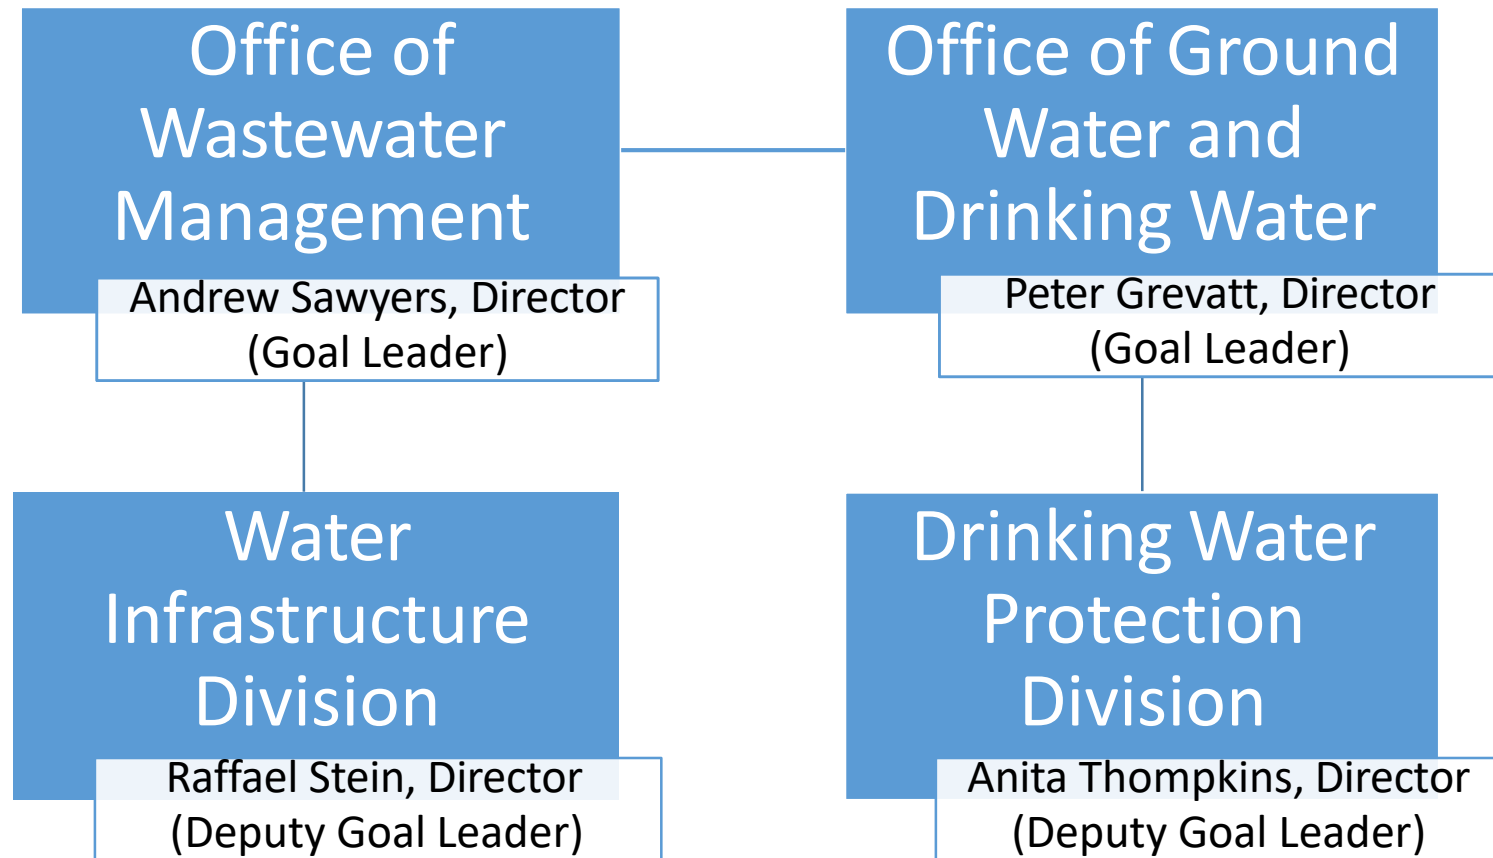 Office of
Wastewater
Management
Andrew Sawyers, Director
(Goal Leader)
Office of Ground
Water and
Drinking Water
Peter Grevatt, Director
(Goal Leader)
Water
Infrastructure
Division
Raffael Stein, Director
(Deputy Goal Leader)
Drinking Water
Protection
Division
Anita Thompkins, Director
(Deputy Goal Leader)